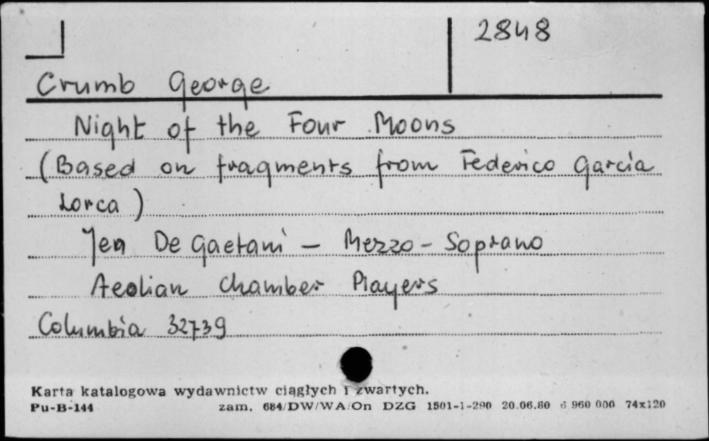 2848
Crumb George
Night of the Four Moons
(Based on fragments from Federico Garcia
Lorca)
Jen De Gaetani – Mezzo-Soprano
Aeolian Chamber Players
Columbia 32739
Karta katalogowa wydawnictw ciągłych i zwartych.
Pu-B-144 zam. 684/DW/WA/On DZG 1501-1-290 20.06.80 6 960 000 74x120